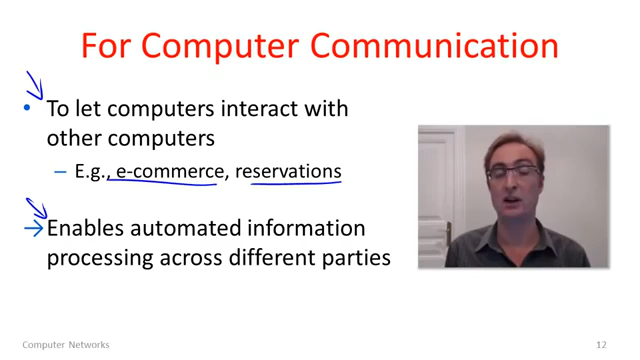 For Computer Communication
• To let computers interact with
other computers
– E.g., e-commerce, reservations
→ Enables automated information
processing across different parties
Computer Networks
12